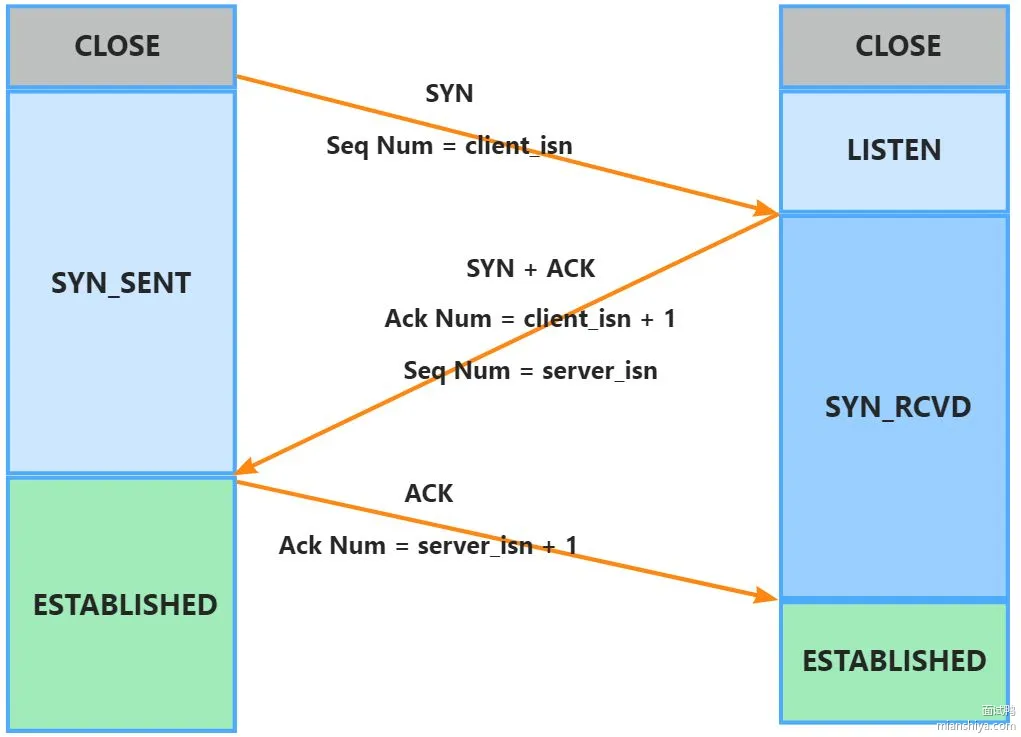 CLOSE
CLOSE
SYN
Seq Num = client_isn
LISTEN
SYN_SENT
SYN + ACK
Ack Num = client_isn + 1
Seq Num = server_isn
SYN_RCVD
ACK
Ack Num = server_isn + 1
ESTABLISHED
ESTABLISHED
面试鸭
mianshiya.com